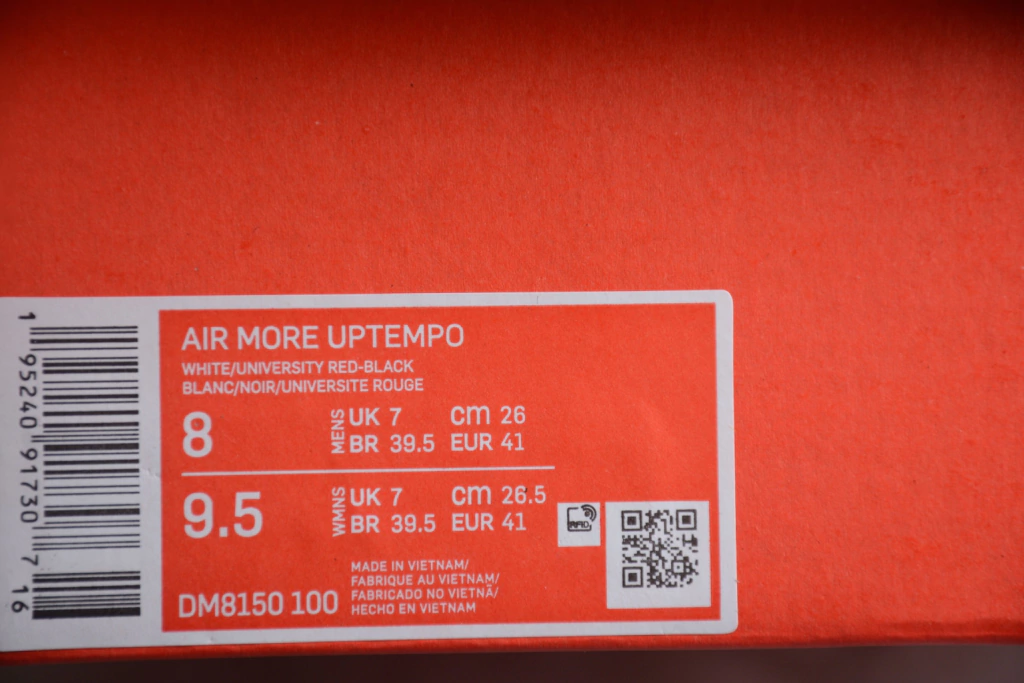 AIR MORE UPTEMPO
WHITE/UNIVERSITY RED-BLACK
BLANC/NOIR/UNIVERSITE ROUGE
8 MENS UK 7 cm 26
BR 39.5 EUR 41
9.5 WMNS UK 7 cm 26.5
BR 39.5 EUR 41
RFID
MADE IN VIETNAM/
FABRIQUE AU VIETNAM/
FABRICADO NO VIETNÃ/
HECHO EN VIETNAM
DM8150 100
1 95240 91730 7 16